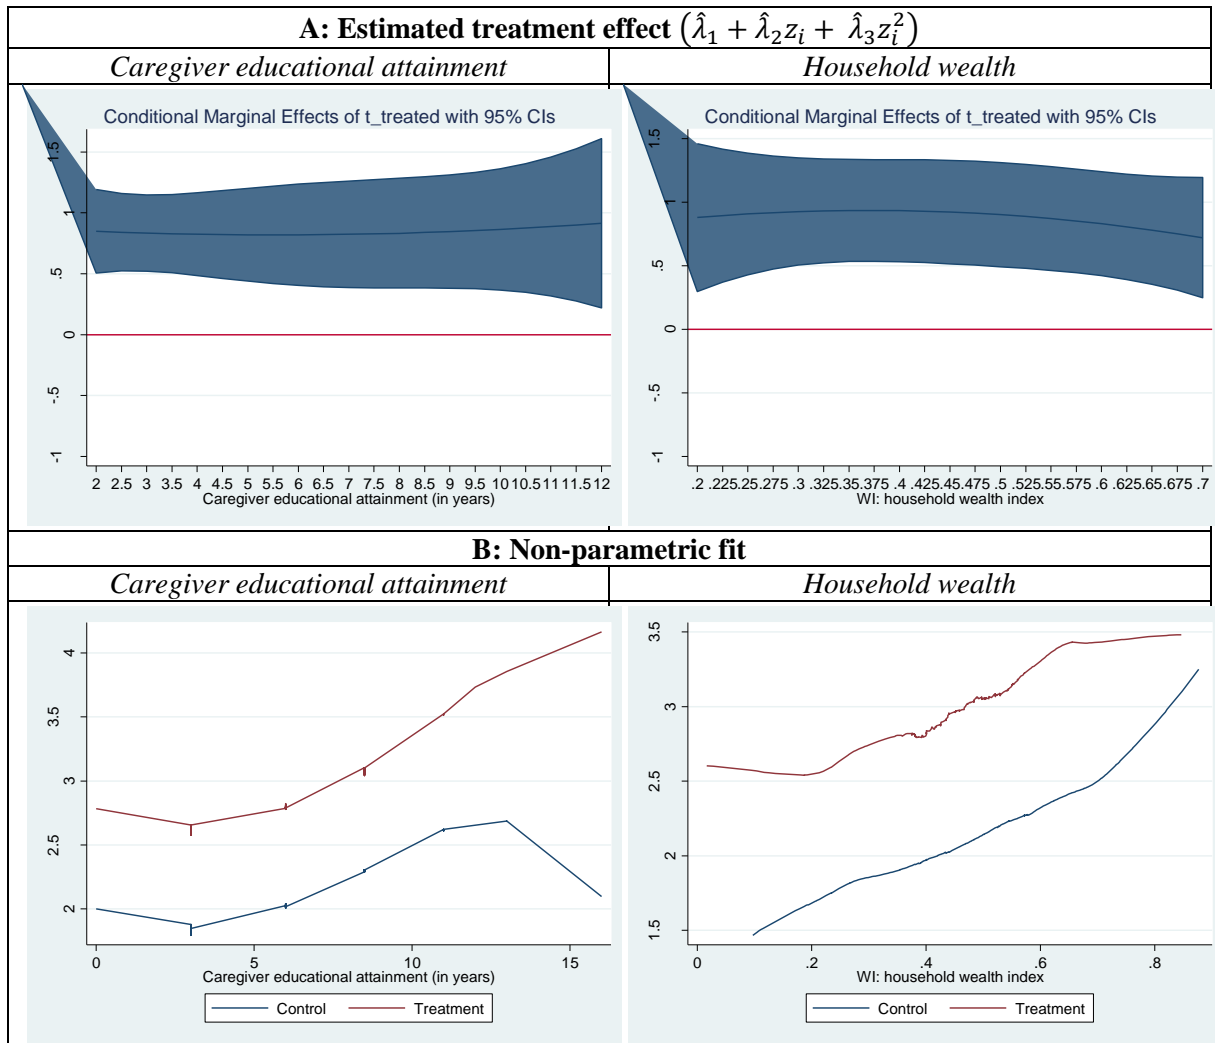 A: Estimated treatment effect (λ̂₁ + λ̂₂zᵢ + λ̂₃zᵢ²)
Caregiver educational attainment
Household wealth
Conditional Marginal Effects of t_treated with 95% CIs
1.5
1
.5
0
-.5
-1
2 2.5 3 3.5 4 4.5 5 5.5 6 6.5 7 7.5 8 8.5 9 9.5 10 10.5 11 11.5 12
Caregiver educational attainment (in years)
Conditional Marginal Effects of t_treated with 95% CIs
1.5
1
.5
0
-.5
-1
.2 .225 .25 .275 .3 .325 .35 .375 .4 .425 .45 .475 .5 .525 .55 .575 .6 .625 .65 .675 .7
WI: household wealth index
B: Non-parametric fit
Caregiver educational attainment
Household wealth
4
3.5
3
2.5
2
0 5 10 15
Caregiver educational attainment (in years)
Control Treatment
3.5
3
2.5
2
1.5
0 .2 .4 .6 .8
WI: household wealth index
Control Treatment